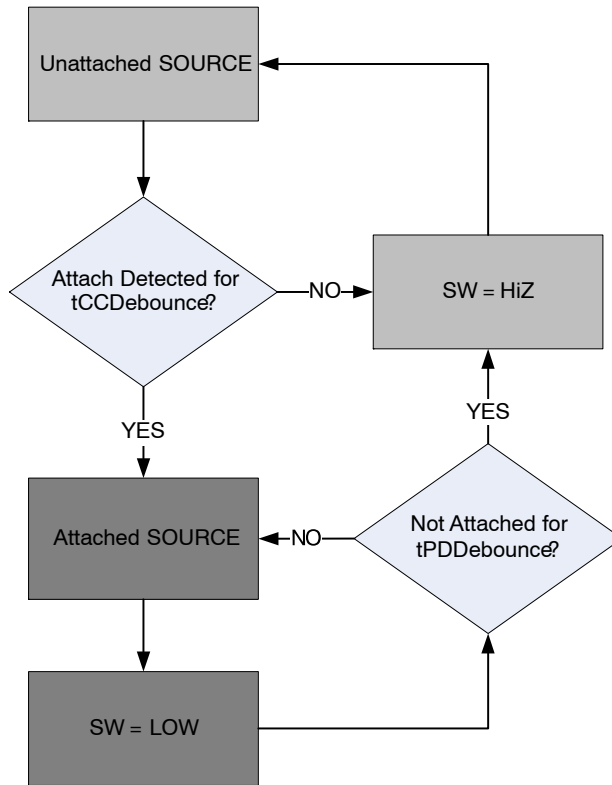 Unattached SOURCE
Attach Detected for
tCCDebounce?
NO
SW = HiZ
YES
YES
Attached SOURCE
NO
Not Attached for
tPDDebounce?
SW = LOW